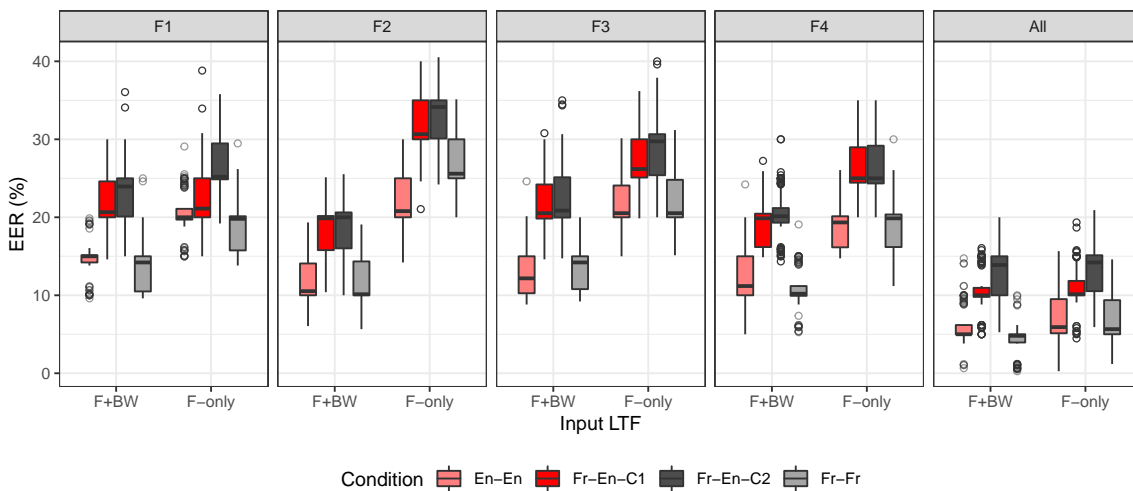 F1 F2 F3 F4 All
EER (%)
40
30
20
10
0
F+BW F−only F+BW F−only F+BW F−only F+BW F−only F+BW F−only
Input LTF
Condition En−En Fr−En−C1 Fr−En−C2 Fr−Fr